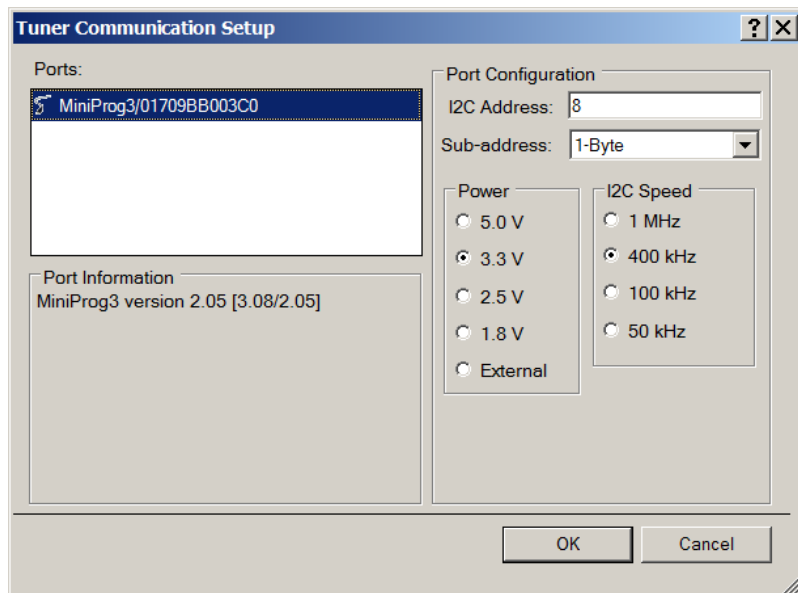 Tuner Communication Setup
Ports:
MiniProg3/01709BB003C0
Port Information
MiniProg3 version 2.05 [3.08/2.05]
Port Configuration
I2C Address: 8
Sub-address: 1-Byte
Power
5.0 V
3.3 V
2.5 V
1.8 V
External
I2C Speed
1 MHz
400 kHz
100 kHz
50 kHz
OK
Cancel